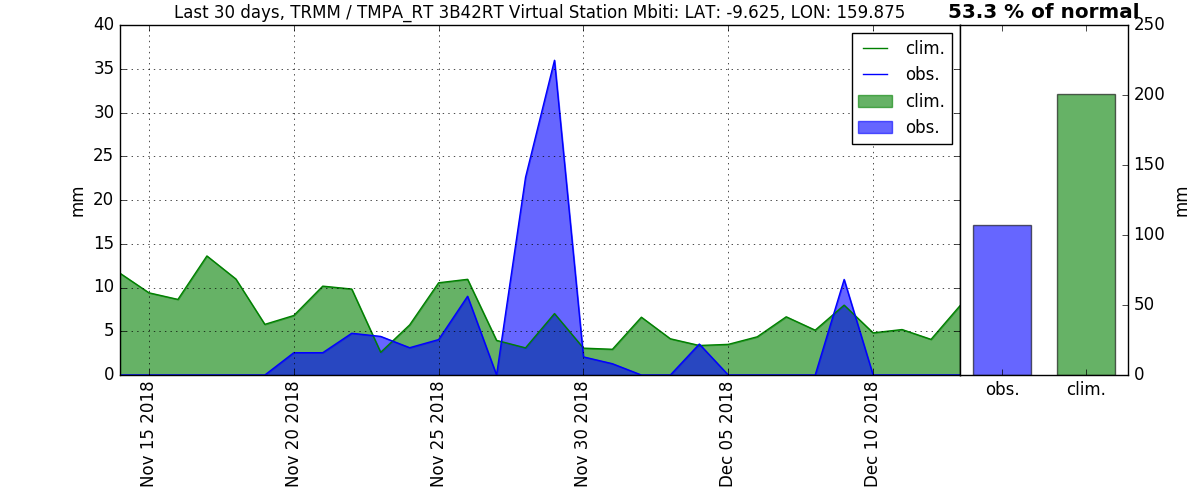 Last 30 days, TRMM / TMPA_RT 3B42RT Virtual Station Mbiti: LAT: -9.625, LON: 159.875
53.3 % of normal
40
35
30
25
20
15
10
5
0
mm
clim.
obs.
clim.
obs.
Nov 15 2018
Nov 20 2018
Nov 25 2018
Nov 30 2018
Dec 05 2018
Dec 10 2018
250
200
150
100
50
0
mm
obs.
clim.